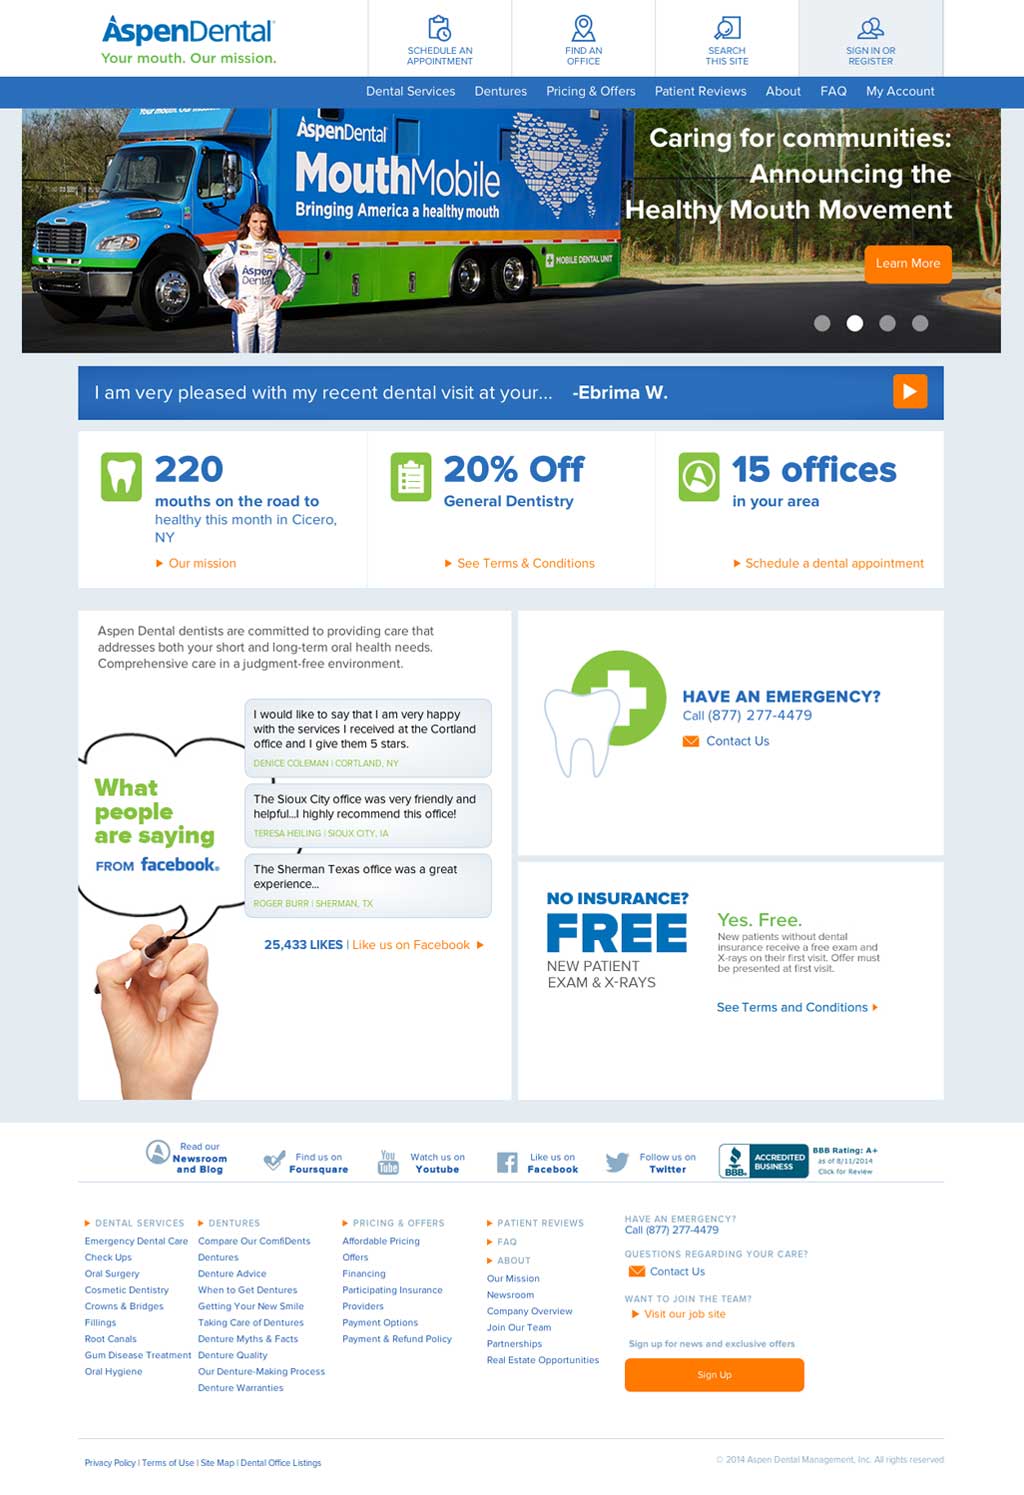 AspenDental
Your mouth. Our mission.
SCHEDULE AN
APPOINTMENT
FIND AN
OFFICE
SEARCH
THIS SITE
SIGN IN OR
REGISTER
Dental Services Dentures Pricing & Offers Patient Reviews About FAQ My Account
AspenDental
MouthMobile
Bringing America a healthy mouth
MOBILE DENTAL UNIT
Aspen
Dental
Caring for communities:
Announcing the
Healthy Mouth Movement
Learn More
I am very pleased with my recent dental visit at your... -Ebrima W.
220
mouths on the road to
healthy this month in Cicero,
NY
Our mission
20% Off
General Dentistry
See Terms & Conditions
15 offices
in your area
Schedule a dental appointment
Aspen Dental dentists are committed to providing care that
addresses both your short and long-term oral health needs.
Comprehensive care in a judgment-free environment.
What
people
are saying
FROM facebook.
I would like to say that I am very happy
with the services I received at the Cortland
office and I give them 5 stars.
DENICE COLEMAN | CORTLAND, NY
The Sioux City office was very friendly and
helpful...I highly recommend this office!
TERESA HEILING | SIOUX CITY, IA
The Sherman Texas office was a great
experience...
ROGER BURR | SHERMAN, TX
25,433 LIKES | Like us on Facebook
HAVE AN EMERGENCY?
Call (877) 277-4479
Contact Us
NO INSURANCE?
FREE
NEW PATIENT
EXAM & X-RAYS
Yes. Free.
New patients without dental
insurance receive a free exam and
X-rays on their first visit. Offer must
be presented at first visit.
See Terms and Conditions
Read our
Newsroom
and Blog
Find us on
Foursquare
You
Tube
Watch us on
Youtube
Like us on
Facebook
Follow us on
Twitter
BBB
ACCREDITED
BUSINESS
BBB Rating: A+
as of 8/11/2014
Click for Review
DENTAL SERVICES
Emergency Dental Care
Check Ups
Oral Surgery
Cosmetic Dentistry
Crowns & Bridges
Fillings
Root Canals
Gum Disease Treatment
Oral Hygiene
DENTURES
Compare Our ComfiDents
Dentures
Denture Advice
When to Get Dentures
Getting Your New Smile
Taking Care of Dentures
Denture Myths & Facts
Denture Quality
Our Denture-Making Process
Denture Warranties
PRICING & OFFERS
Affordable Pricing
Offers
Financing
Participating Insurance
Providers
Payment Options
Payment & Refund Policy
PATIENT REVIEWS
FAQ
ABOUT
Our Mission
Newsroom
Company Overview
Join Our Team
Partnerships
Real Estate Opportunities
HAVE AN EMERGENCY?
Call (877) 277-4479
QUESTIONS REGARDING YOUR CARE?
Contact Us
WANT TO JOIN THE TEAM?
Visit our job site
Sign up for news and exclusive offers
Sign Up
Privacy Policy | Terms of Use | Site Map | Dental Office Listings
© 2014 Aspen Dental Management, Inc. All rights reserved